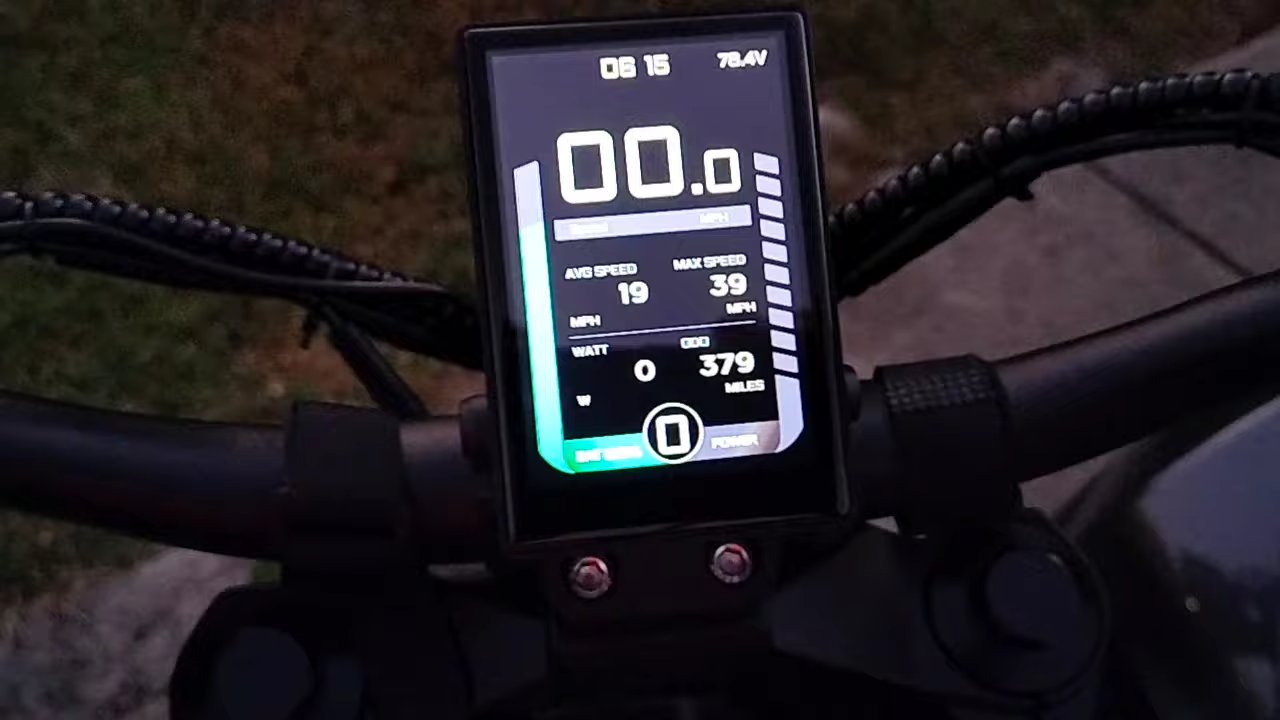 06 15
78.4V
00.0
MPH
AVG SPEED
MAX SPEED
19
39
MPH
MPH
WATT
ODO
0
379
W
MILES
0
POWER